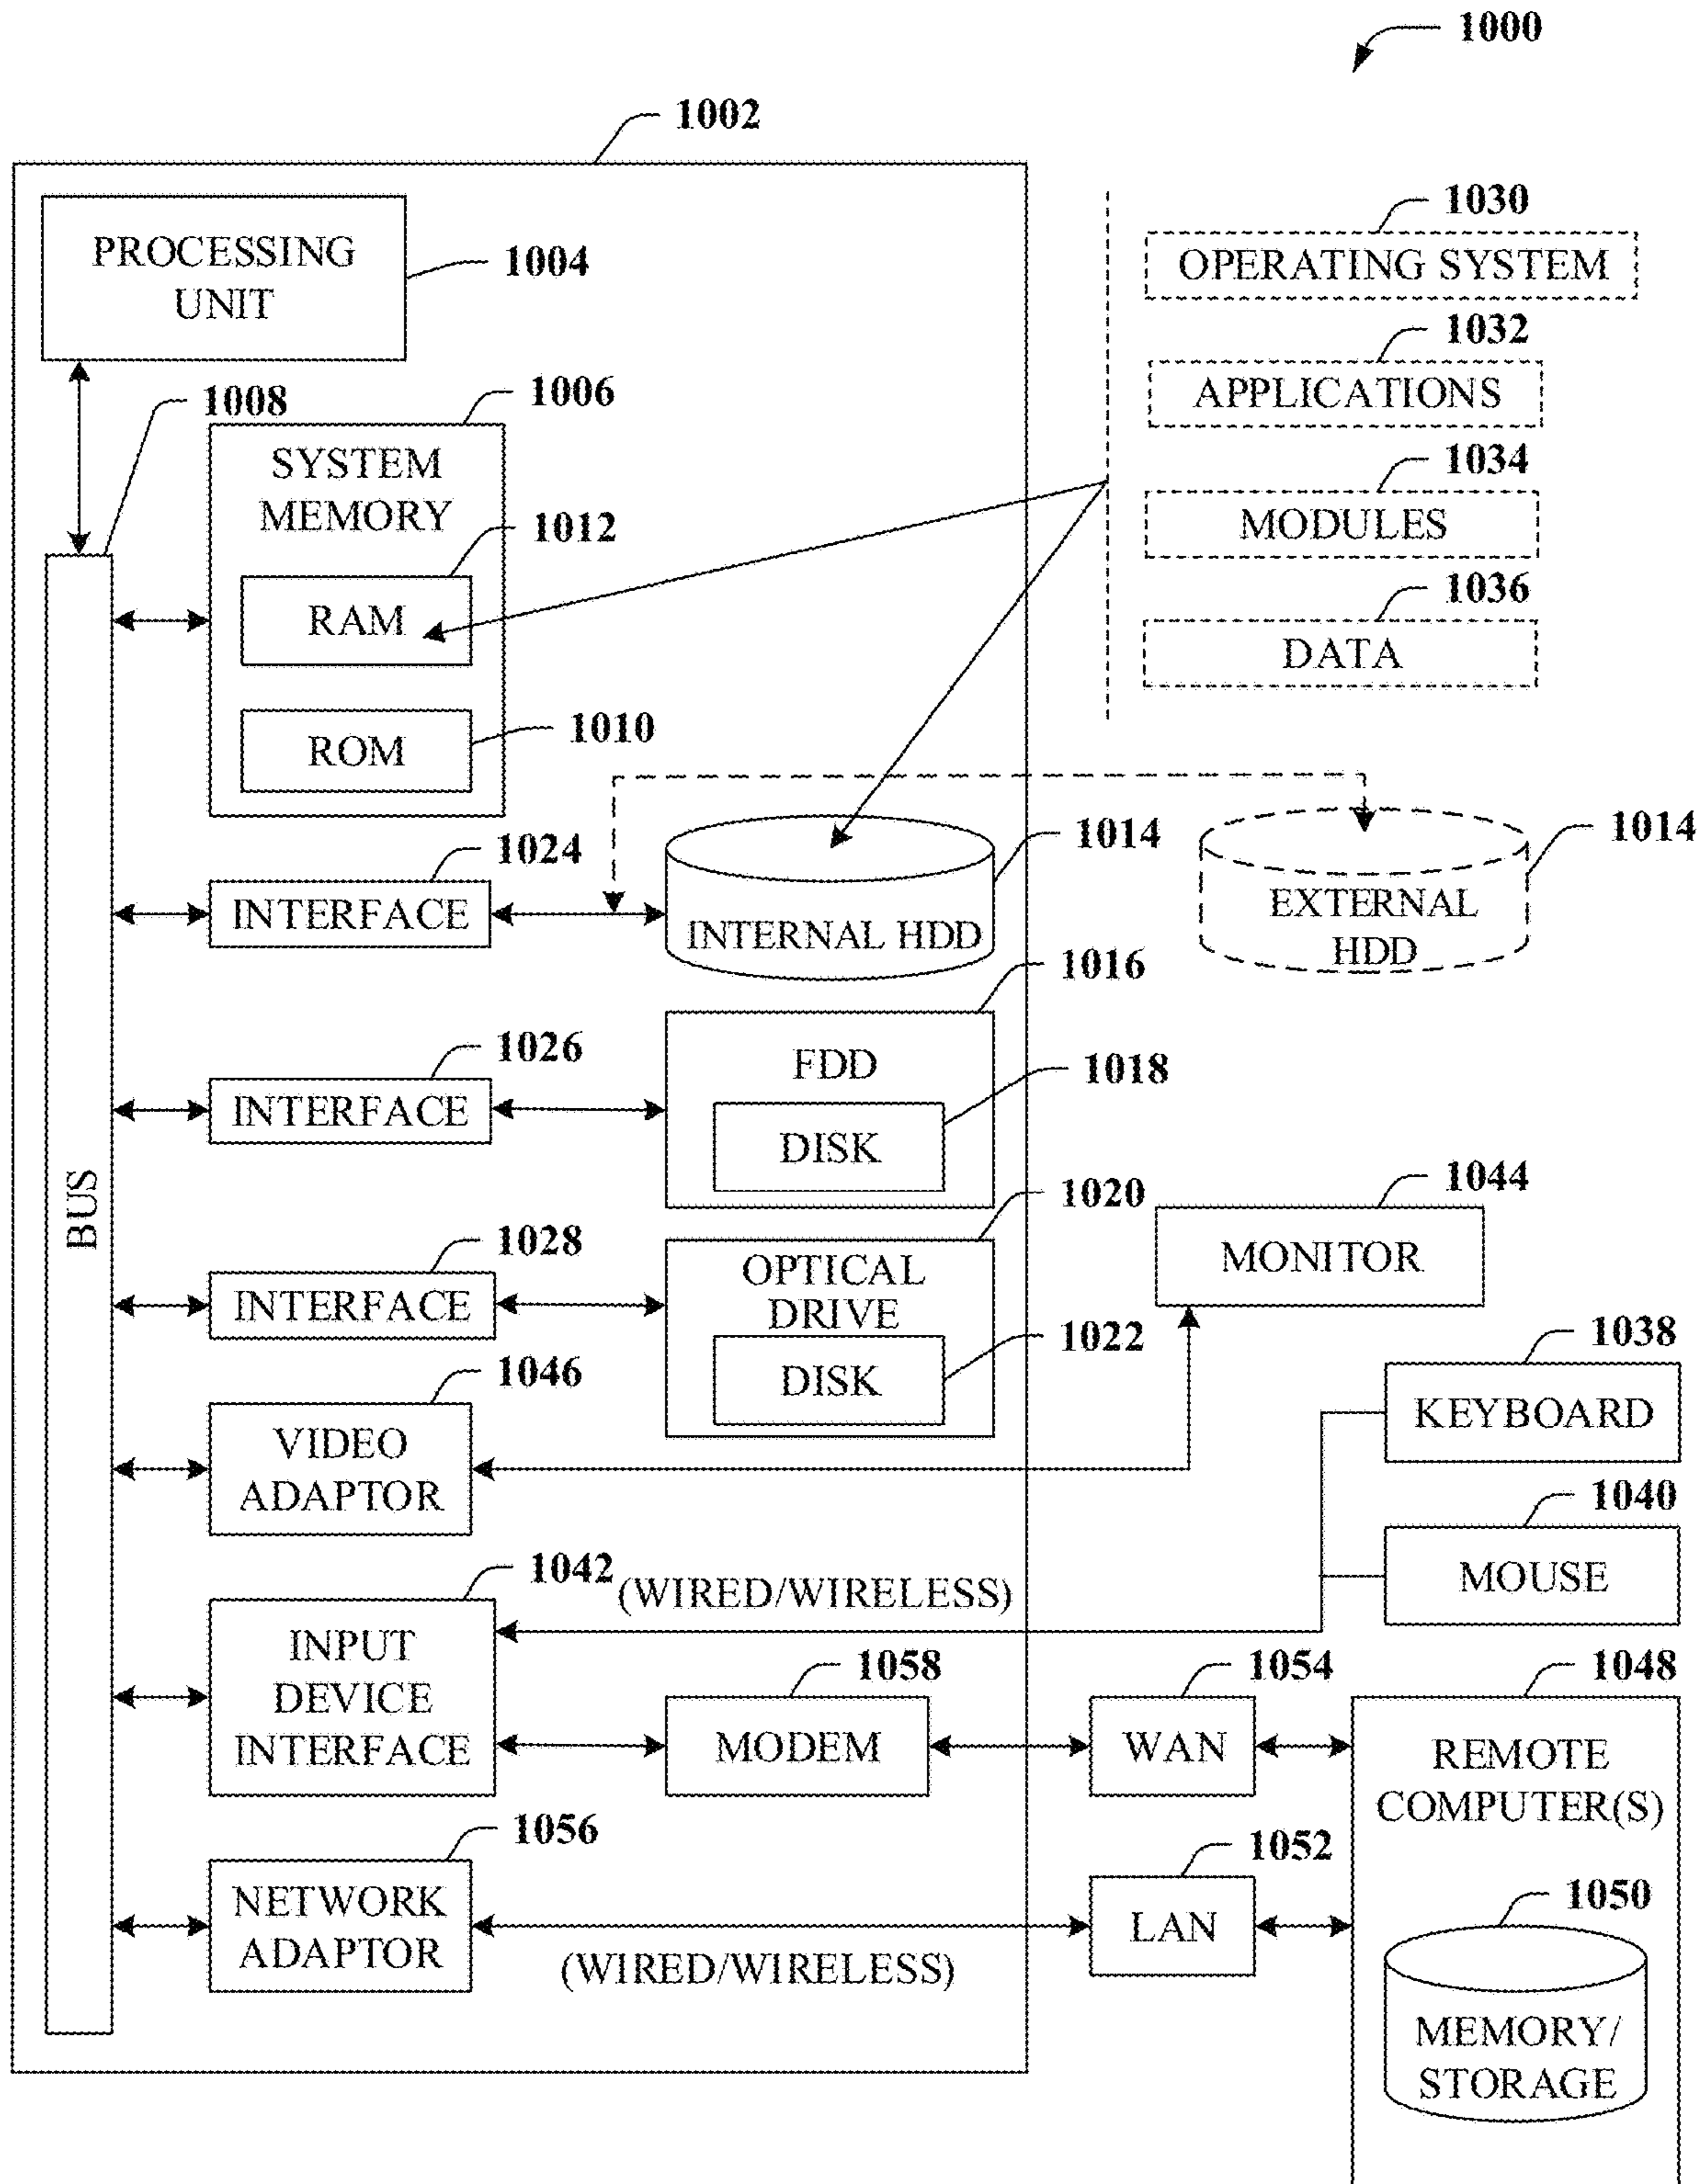 1000
1002
PROCESSING
UNIT
1004
1030
OPERATING SYSTEM
1032
APPLICATIONS
1034
MODULES
1036
DATA
1008
1006
SYSTEM
MEMORY
1012
RAM
1010
ROM
BUS
1024
INTERFACE
1014
INTERNAL HDD
1014
EXTERNAL
HDD
1026
INTERFACE
1016
FDD
1018
DISK
1028
INTERFACE
1020
OPTICAL
DRIVE
1022
DISK
1044
MONITOR
1046
VIDEO
ADAPTOR
1038
KEYBOARD
1040
MOUSE
1042
(WIRED/WIRELESS)
INPUT
DEVICE
INTERFACE
1058
MODEM
1054
WAN
1048
REMOTE
COMPUTER(S)
1056
NETWORK
ADAPTOR
(WIRED/WIRELESS)
1052
LAN
1050
MEMORY/
STORAGE